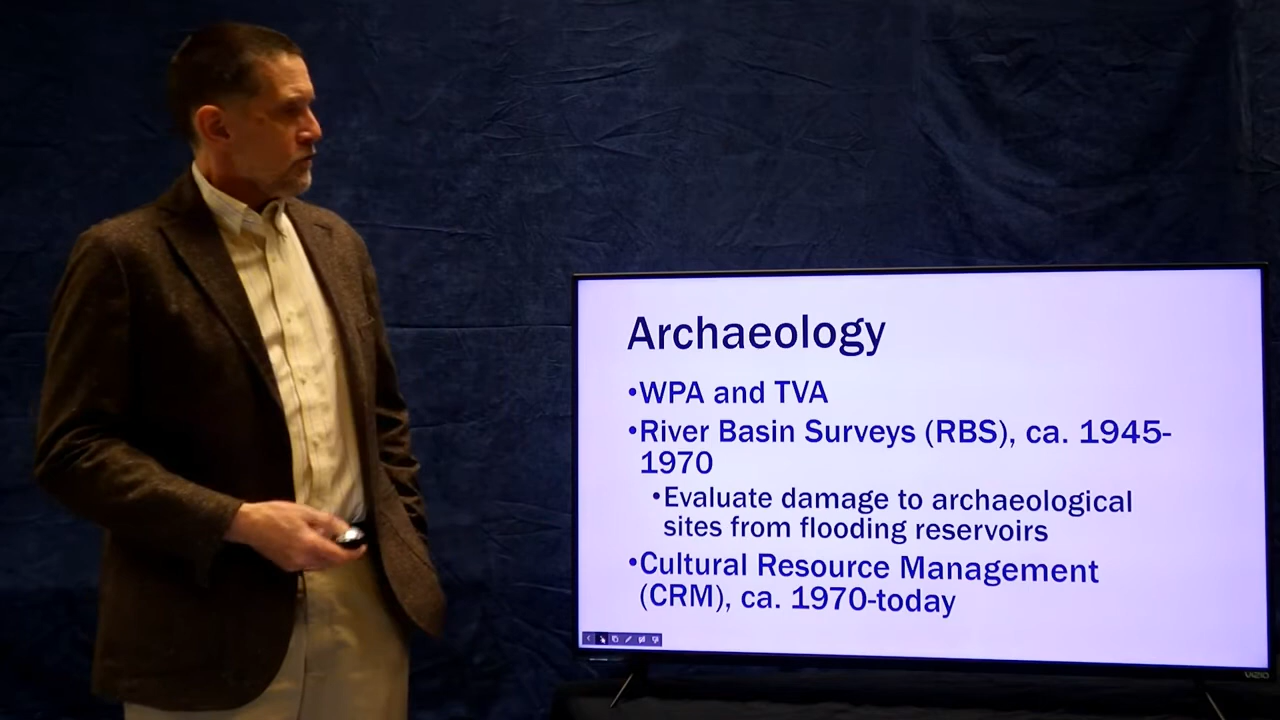 Archaeology
•WPA and TVA
•River Basin Surveys (RBS), ca. 1945-
1970
•Evaluate damage to archaeological
sites from flooding reservoirs
•Cultural Resource Management
(CRM), ca. 1970-today
VIZIO